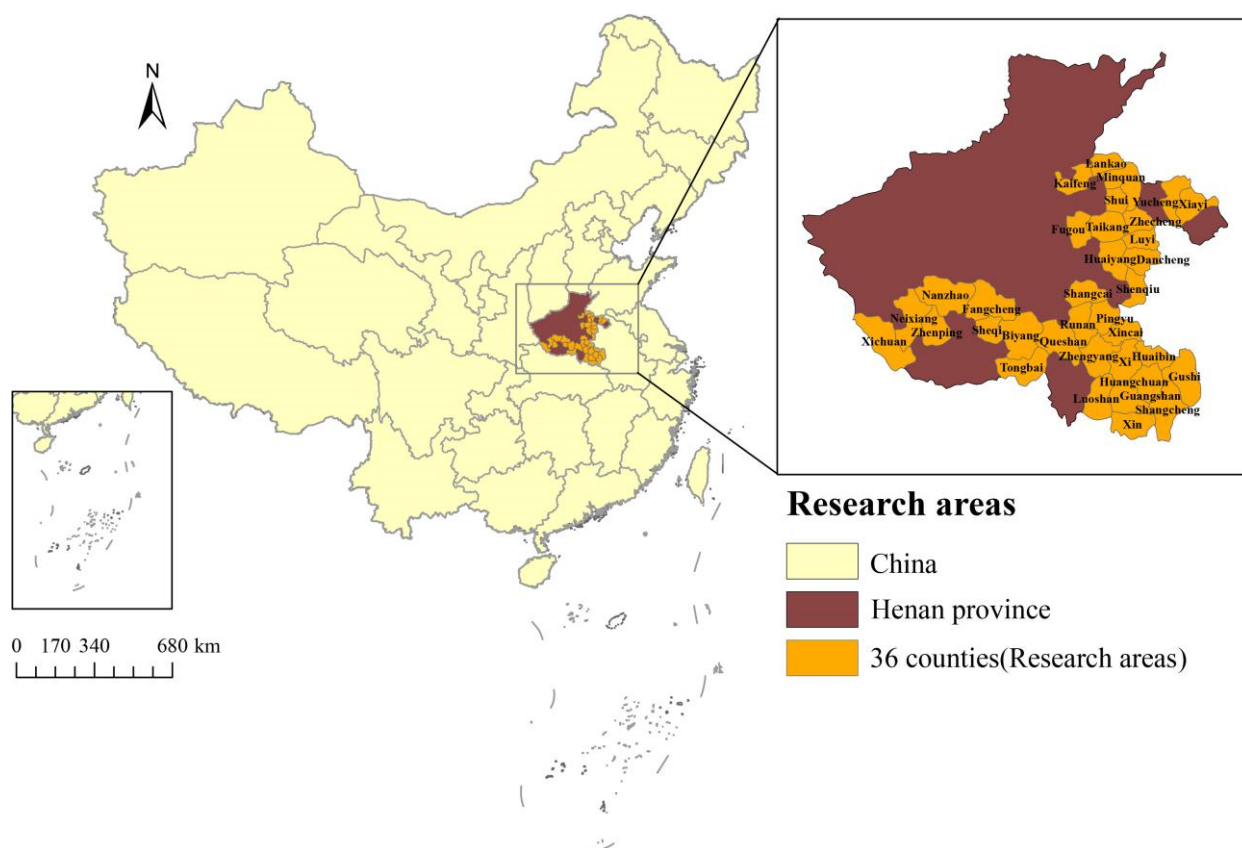 N
Lankao
Kaifeng
Minquan
Shui
Yucheng
Xiayi
Fugou
Taikang
Zhecheng
Luyi
Huaiyang
Dancheng
Shenqiu
Shangcai
Nanzhao
Fangcheng
Neixiang
Zhenping
Sheqi
Biyang
Runan
Pingyu
Xincai
Xichuan
Queshan
Tongbai
Zhengyang
Xi
Huaibin
Huangchuan
Gushi
Luoshan
Guangshan
Shangcheng
Xin
Research areas
China
Henan province
36 counties(Research areas)
0 170 340 680 km